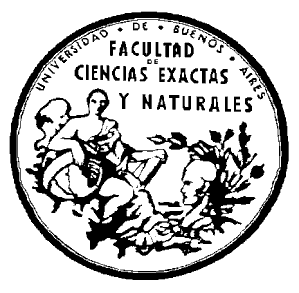 UNIVERSIDAD • DE • BUENOS • AIRES
FACULTAD
DE
CIENCIAS EXACTAS
Y NATURALES